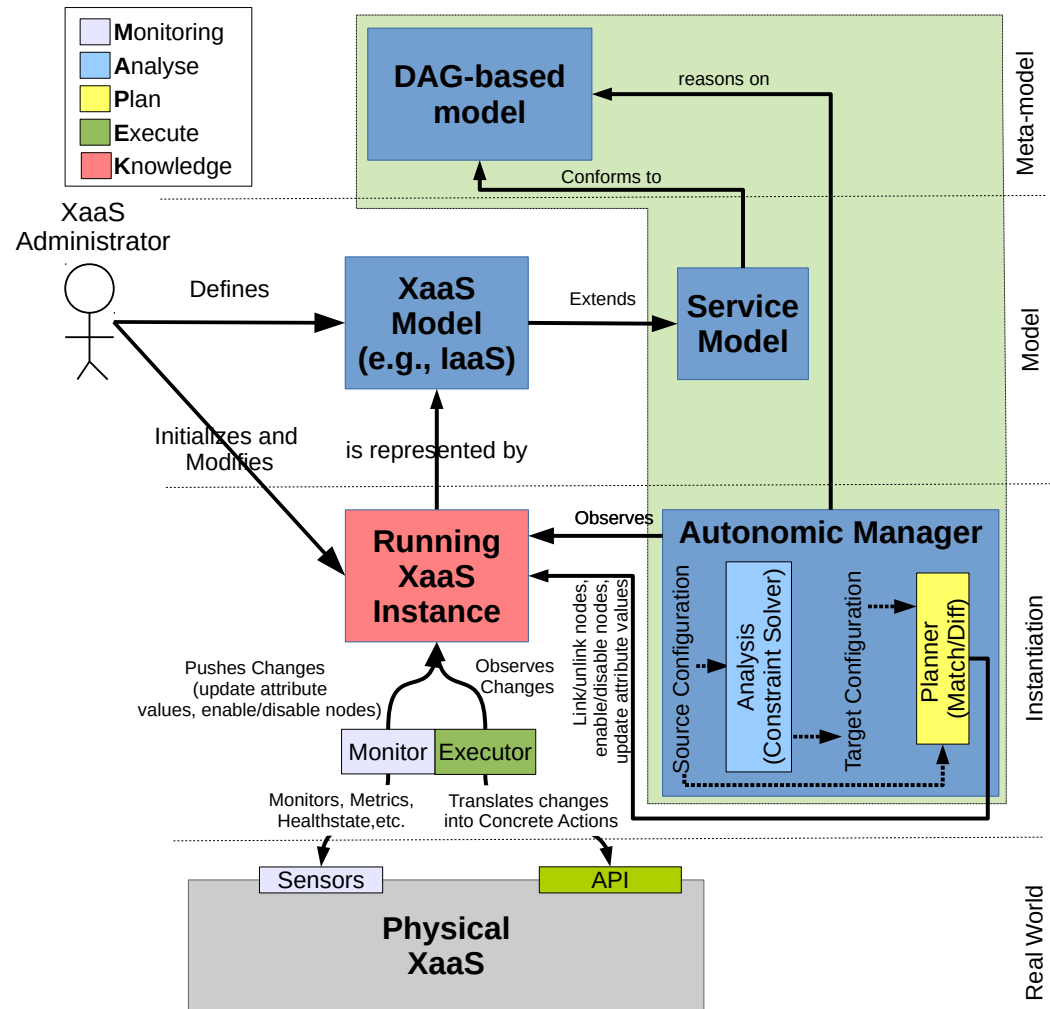 Monitoring
Analyse
Plan
Execute
Knowledge
DAG-based
model
reasons on
Meta-model
Conforms to
XaaS
Administrator
Defines
XaaS
Model
(e.g., IaaS)
Extends
Service
Model
Model
Initializes and
Modifies
is represented by
Running
XaaS
Instance
Observes
Autonomic Manager
Source Configuration
Analysis
(Constraint Solver)
Target Configuration
Planner
(Match/Diff)
Link/unlink nodes,
enable/disable nodes,
update attribute values
Instantiation
Pushes Changes
(update attribute
values, enable/disable nodes)
Observes
Changes
Monitor
Executor
Monitors, Metrics,
Healthstate,etc.
Translates changes
into Concrete Actions
Sensors
API
Physical
XaaS
Real World